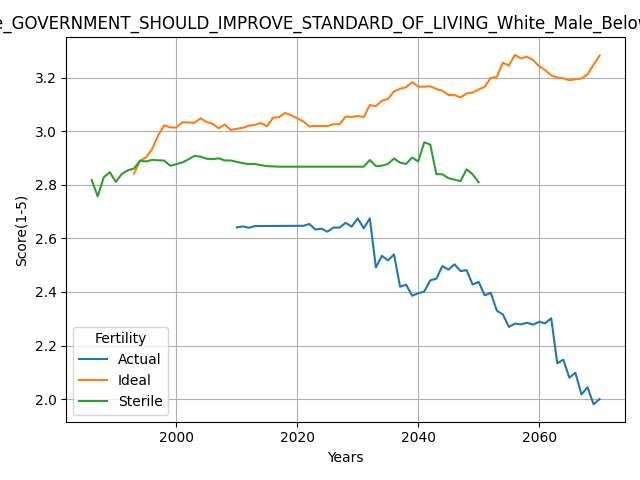 e_GOVERNMENT_SHOULD_IMPROVE_STANDARD_OF_LIVING_White_Male_Below
Score(1-5)
3.2
3.0
2.8
2.6
2.4
2.2
2.0
Fertility
Actual
Ideal
Sterile
2000 2020 2040 2060
Years